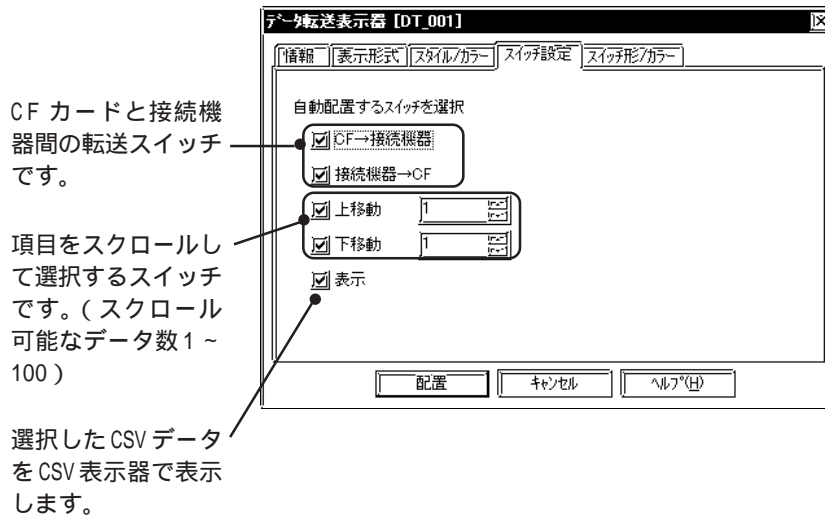 データ転送表示器 [DT_001]
情報 表示形式 スタイル/カラー スイッチ設定 スイッチ形/カラー
自動配置するスイッチを選択
CF→接続機器
接続機器→CF
上移動 1
下移動 1
表示
配置 キャンセル ヘルプ(H)
CF カードと接続機
器間の転送スイッチ
です。
項目をスクロールし
て選択するスイッチ
です。( スクロール
可能なデータ数 1 ~
100 )
選択した CSV データ
を CSV 表示器で表示
します。